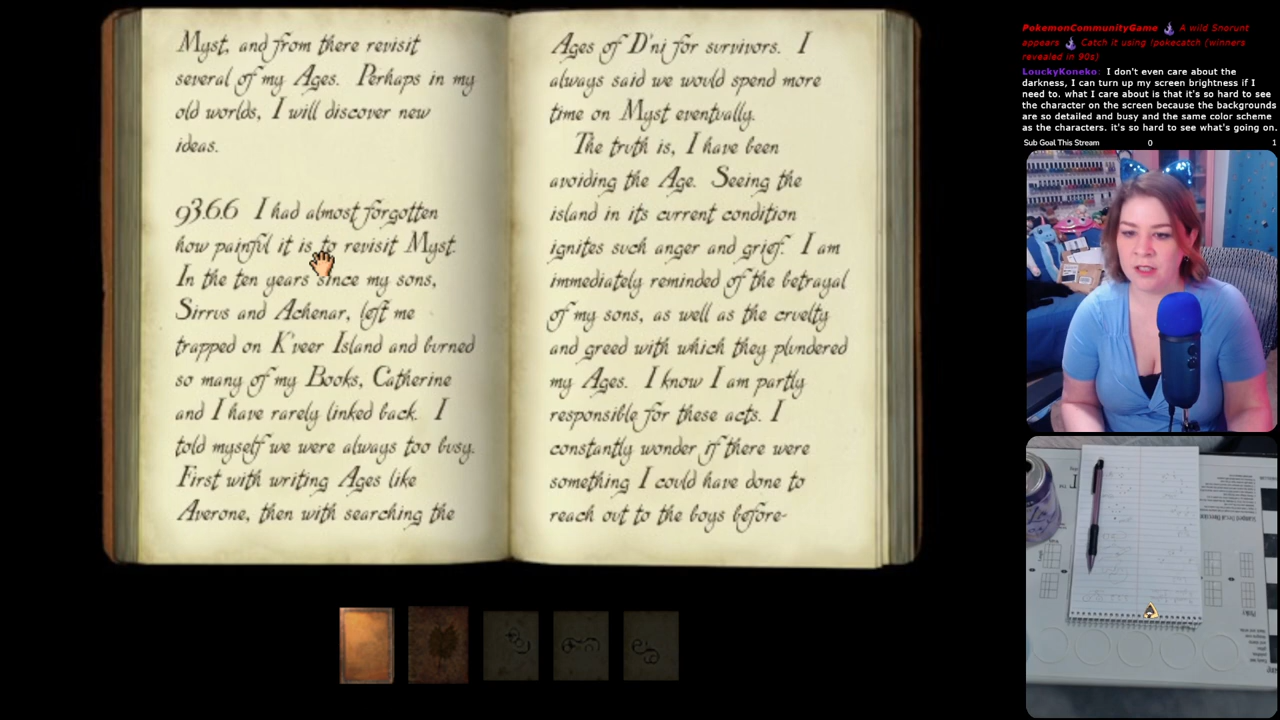 Myst, and from there revisit
several of my Ages. Perhaps in my
old worlds, I will discover new
ideas.
93.6.6 I had almost forgotten
how painful it is to revisit Myst.
In the ten years since my sons,
Sirrus and Achenar, left me
trapped on K'veer Island and burned
so many of my Books, Catherine
and I have rarely linked back. I
told myself we were always too busy.
First with writing Ages like
Averone, then with searching the
Ages of D'ni for survivors. I
always said we would spend more
time on Myst eventually.
The truth is, I have been
avoiding the Age. Seeing the
island in its current condition
ignites such anger and grief. I am
immediately reminded of the betrayal
of my sons, as well as the cruelty
and greed with which they plundered
my Ages. I know I am partly
responsible for these acts. I
constantly wonder if there were
something I could have done to
reach out to the boys before-
PokemonCommunityGame A wild Snorunt
appears Catch it using !pokecatch (winners
revealed in 90s)
LouckyKoneko: I don't even care about the
darkness, I can turn up my screen brightness if I
need to. what I care about is that it's so hard to see
the character on the screen because the backgrounds
are so detailed and busy and the same color scheme
as the characters. it's so hard to see what's going on.
Sub Goal This Stream 0 1